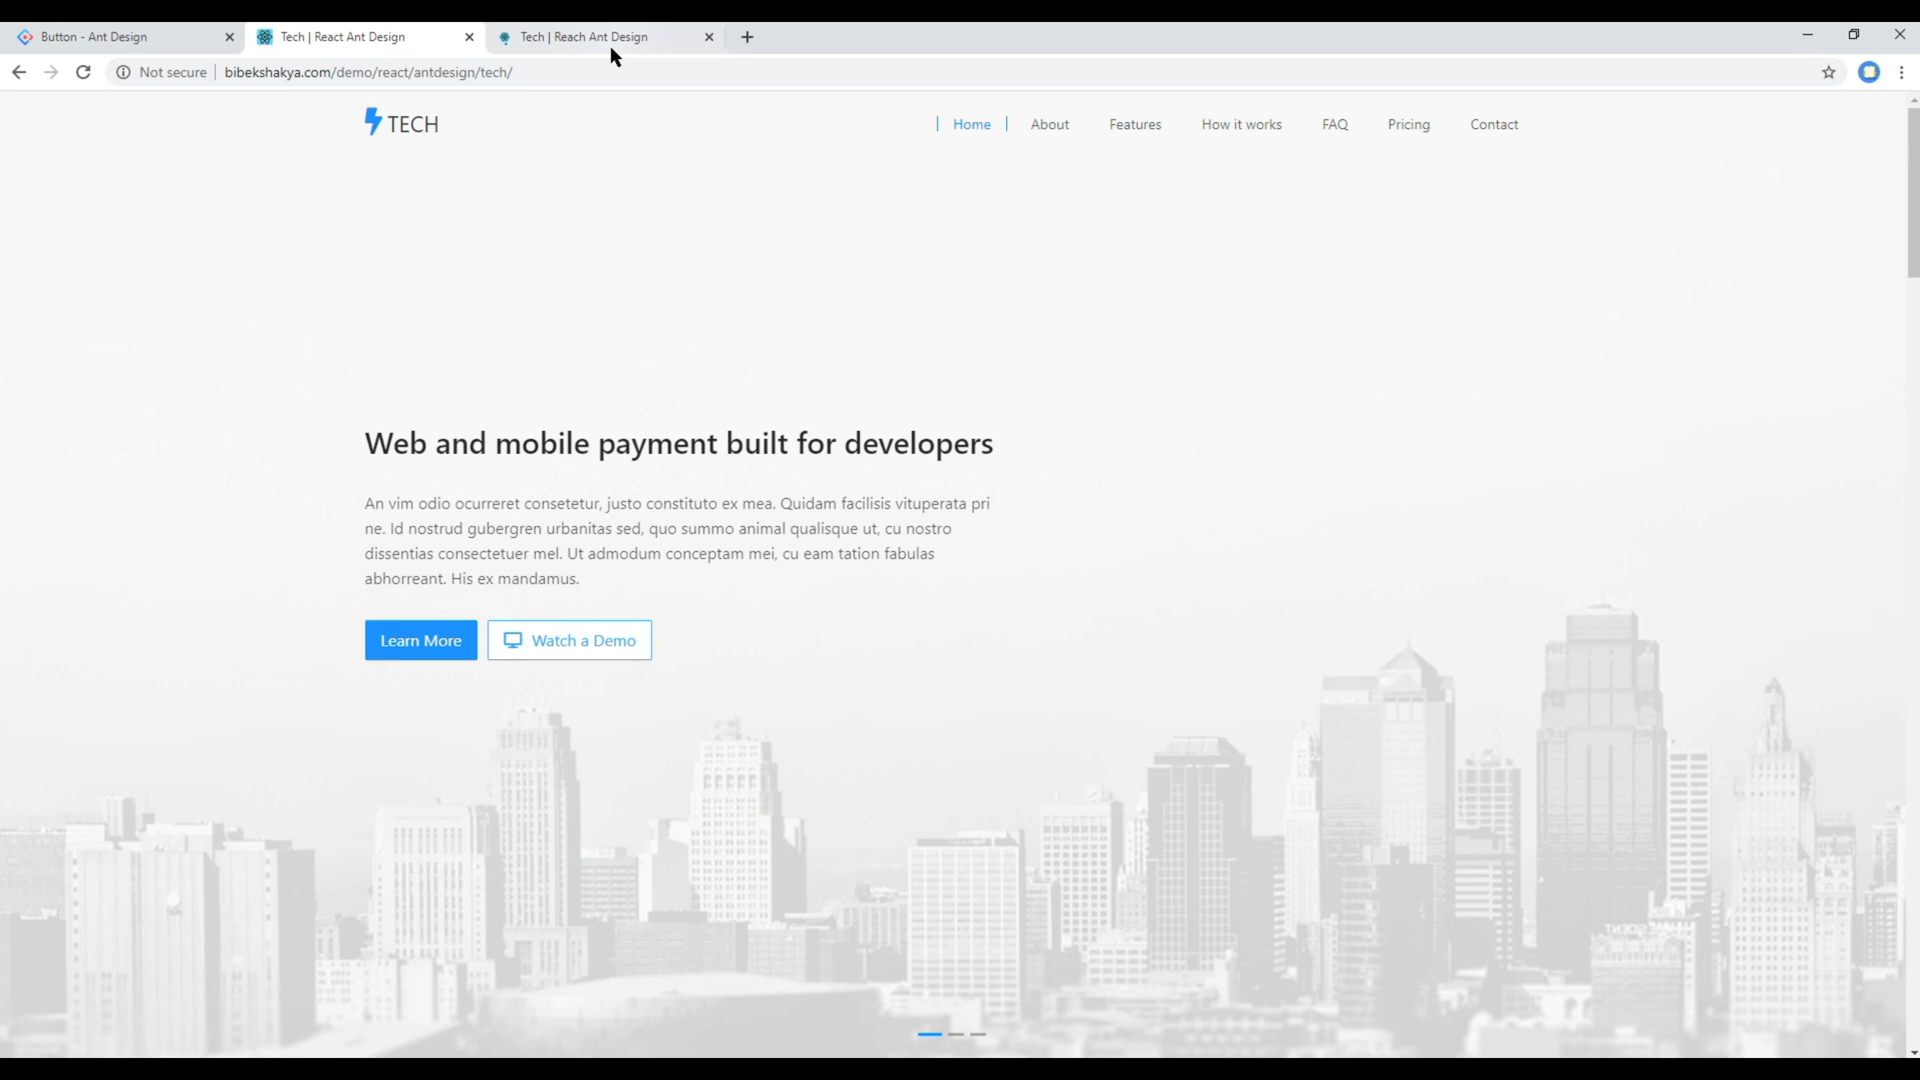 Button - Ant Design
Tech | React Ant Design
Tech | Reach Ant Design
Not secure
bibekshakya.com/demo/react/antdesign/tech/
TECH
Home
About
Features
How it works
FAQ
Pricing
Contact
Web and mobile payment built for developers
An vim odio ocurreret consetetur, justo constituto ex mea. Quidam facilisis vituperata pri
ne. Id nostrud gubergren urbanitas sed, quo summo animal qualisque ut, cu nostro
dissentias consectetuer mel. Ut admodum conceptam mei, cu eam tation fabulas
abhorreant. His ex mandamus.
Learn More
Watch a Demo